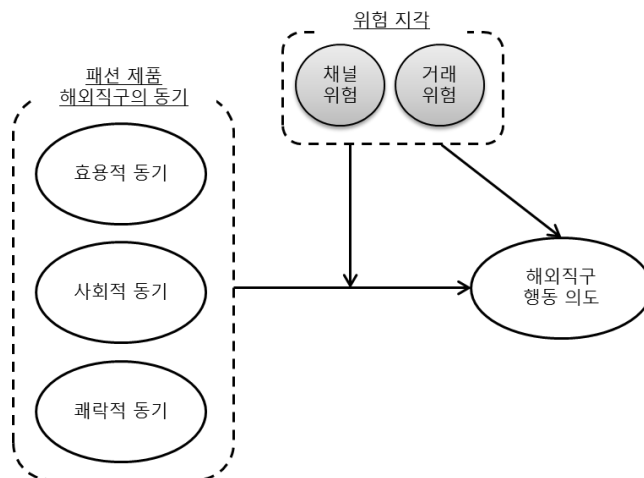 위험 지각
채널
위험
거래
위험
패션 제품
해외직구의 동기
효용적 동기
사회적 동기
쾌락적 동기
해외직구
행동 의도